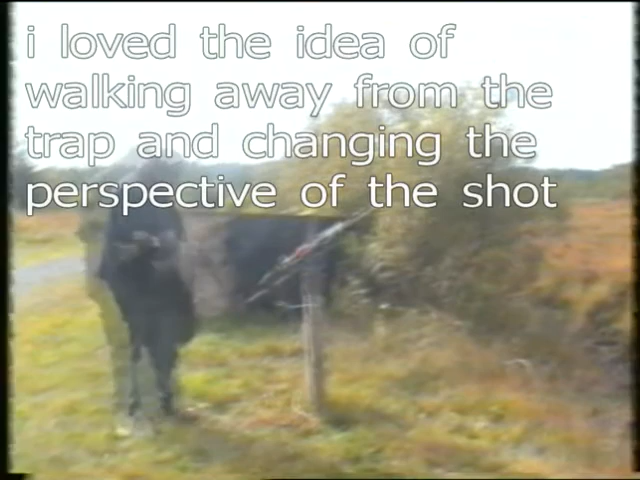 i loved the idea of
walking away from the
trap and changing the
perspective of the shot